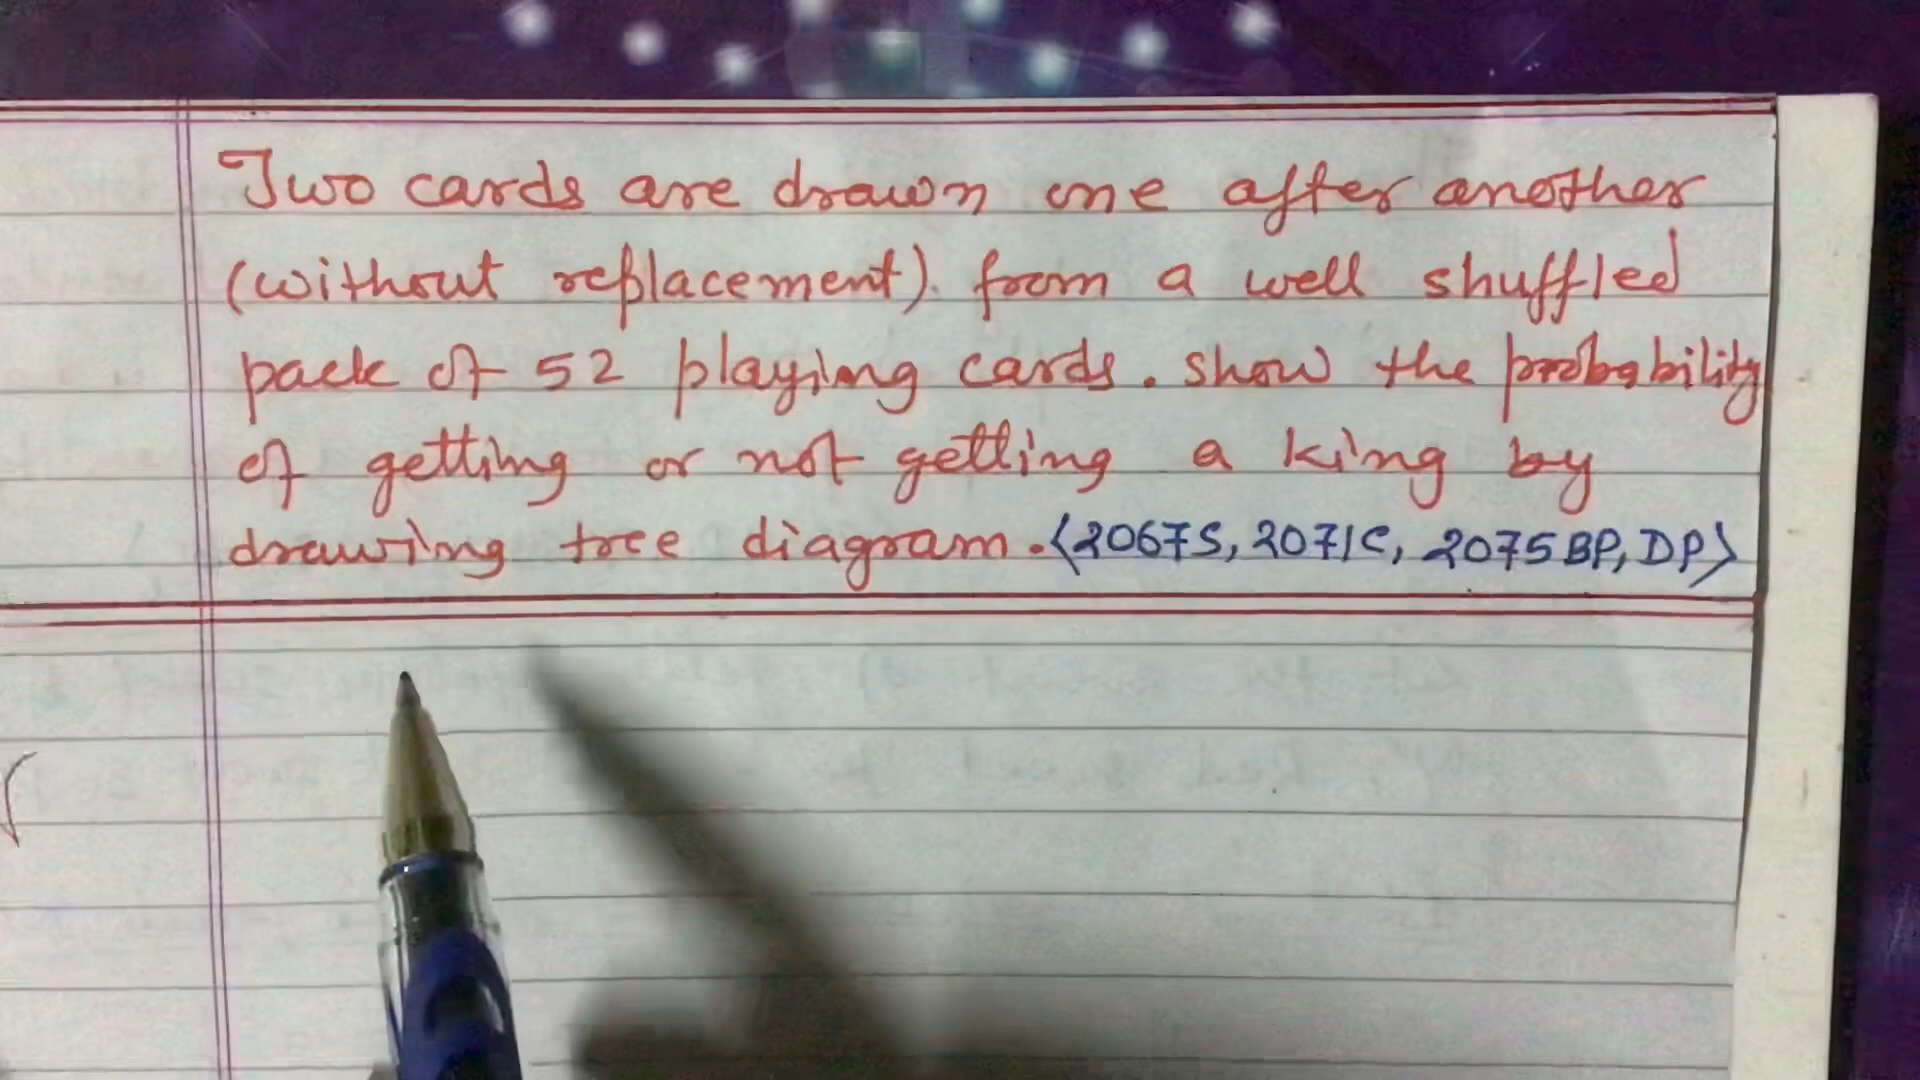 Two cards are drawn one after another
(without replacement). from a well shuffled
pack of 52 playing cards. show the probability
of getting or not getting a king by
drawing tree diagram.<2067S, 2071C, 2075BP, DP>